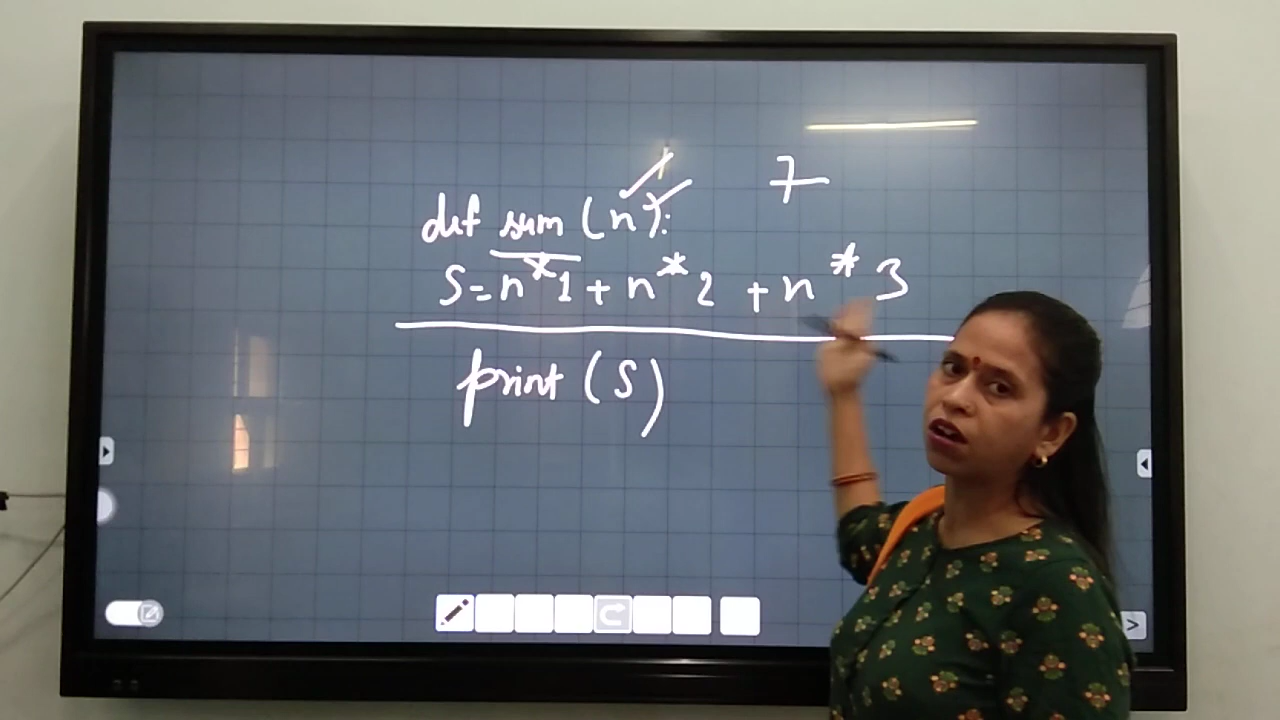 7
def sum (n):
S=n*1+n*2+n*3
print (S)
>